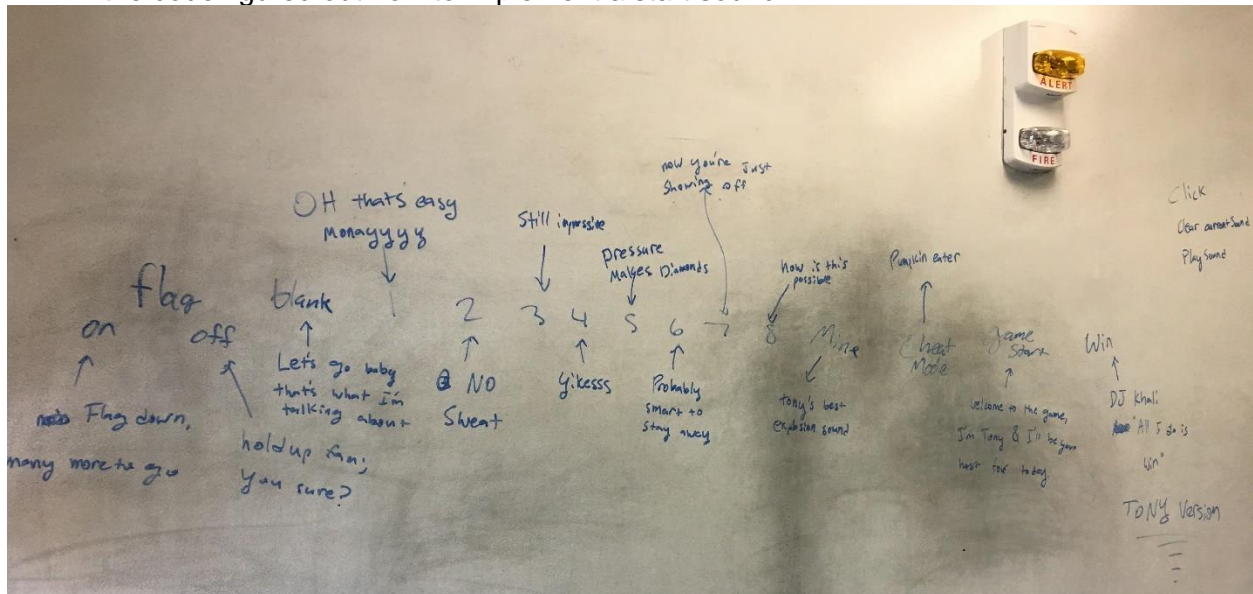 ALERT
FIRE
now you're Just
Showing off
OH that's easy
Monayyyy
Still impressive
pressure
Makes Diamonds
how is this
possible
Pumpkin eater
Click
Clear current sound
Play Sound
flag
on
off
blank
1
2
3
4
5
6
7
8
Mine
Cheat
Mode
Game
Start
Win
Flag down,
many more to go
hold up
you sure?
Let's go baby
that's what I'm
talking about
NO
Sweat
Yikesss
Probably
smart to
stay away
tony's best
explosion sound
welcome to the game,
I'm Tony & I'll be your
host for today
DJ Khali
"All I do is
win"
TONY Version